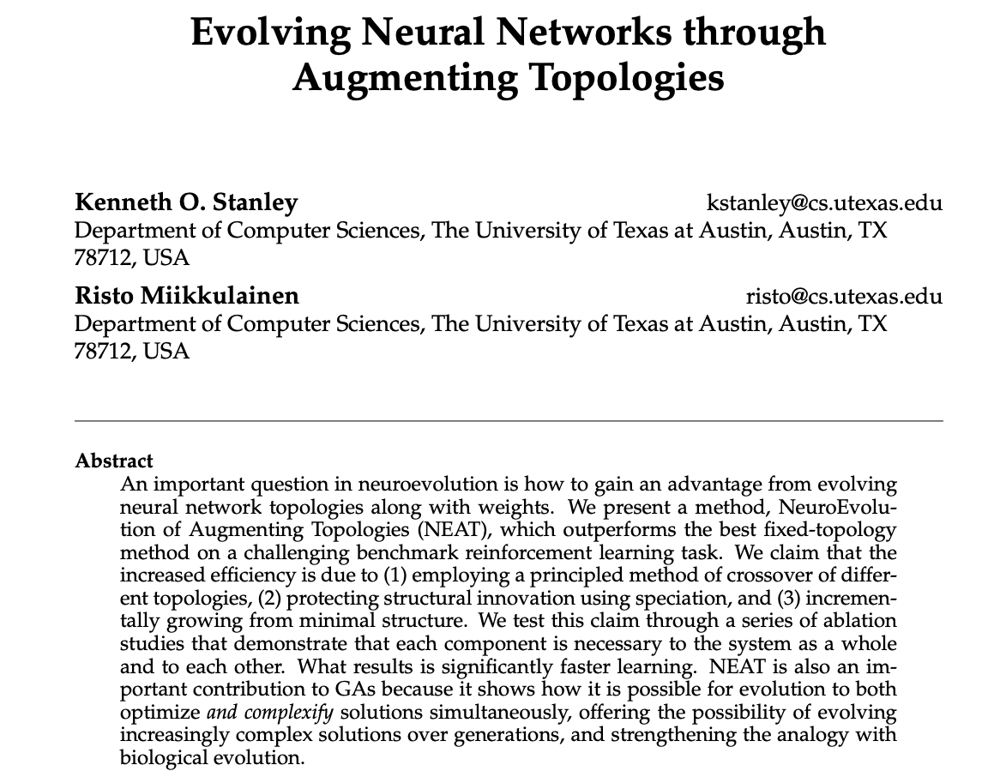 Evolving Neural Networks through
Augmenting Topologies
Kenneth O. Stanley kstanley@cs.utexas.edu
Department of Computer Sciences, The University of Texas at Austin, Austin, TX
78712, USA
Risto Miikkulainen risto@cs.utexas.edu
Department of Computer Sciences, The University of Texas at Austin, Austin, TX
78712, USA
Abstract
An important question in neuroevolution is how to gain an advantage from evolving
neural network topologies along with weights. We present a method, NeuroEvolu-
tion of Augmenting Topologies (NEAT), which outperforms the best fixed-topology
method on a challenging benchmark reinforcement learning task. We claim that the
increased efficiency is due to (1) employing a principled method of crossover of differ-
ent topologies, (2) protecting structural innovation using speciation, and (3) incremen-
tally growing from minimal structure. We test this claim through a series of ablation
studies that demonstrate that each component is necessary to the system as a whole
and to each other. What results is significantly faster learning. NEAT is also an im-
portant contribution to GAs because it shows how it is possible for evolution to both
optimize and complexify solutions simultaneously, offering the possibility of evolving
increasingly complex solutions over generations, and strengthening the analogy with
biological evolution.